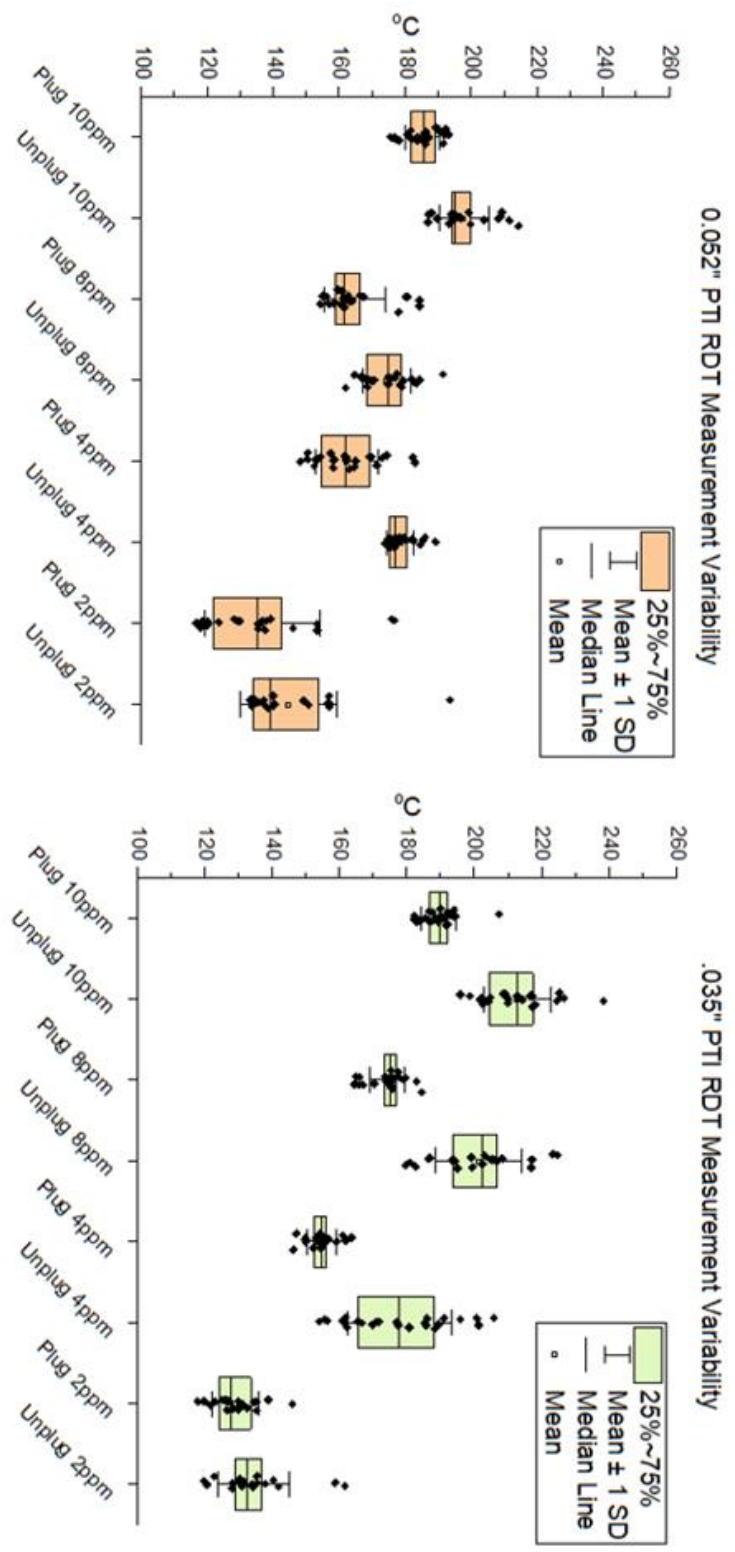 0.052" PTI RDT Measurement Variability
25%~75%
Mean ± 1 SD
Median Line
Mean
°C
260
240
220
200
180
160
140
120
100
Plug 10ppm
Unplug 10ppm
Plug 8ppm
Unplug 8ppm
Plug 4ppm
Unplug 4ppm
Plug 2ppm
Unplug 2ppm
.035" PTI RDT Measurement Variability
25%~75%
Mean ± 1 SD
Median Line
Mean
°C
260
240
220
200
180
160
140
120
100
Plug 10ppm
Unplug 10ppm
Plug 8ppm
Unplug 8ppm
Plug 4ppm
Unplug 4ppm
Plug 2ppm
Unplug 2ppm